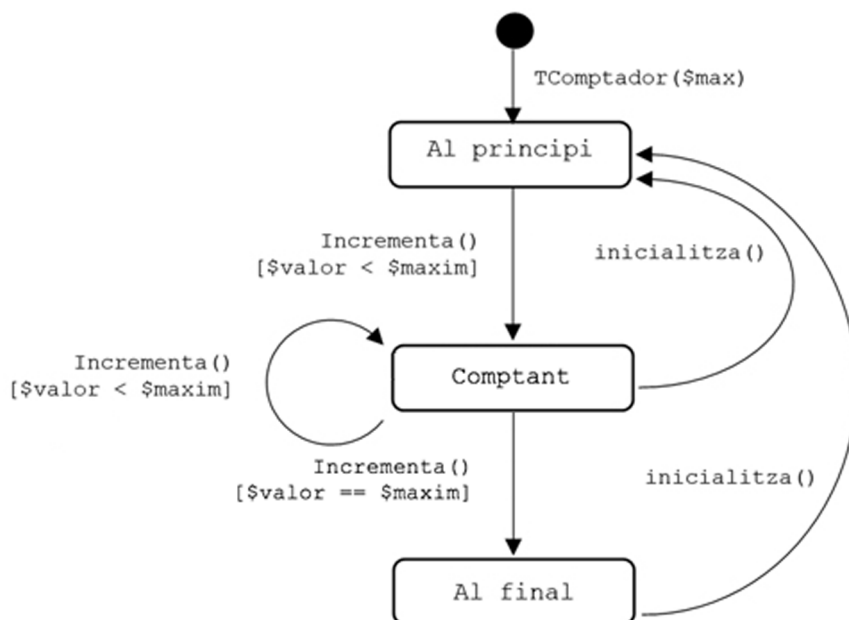 TComptador($max)
Al principi
Incrementa()
[$valor < $maxim]
inicialitza()
Incrementa()
[$valor < $maxim]
Comptant
Incrementa()
[$valor == $maxim]
inicialitza()
Al final